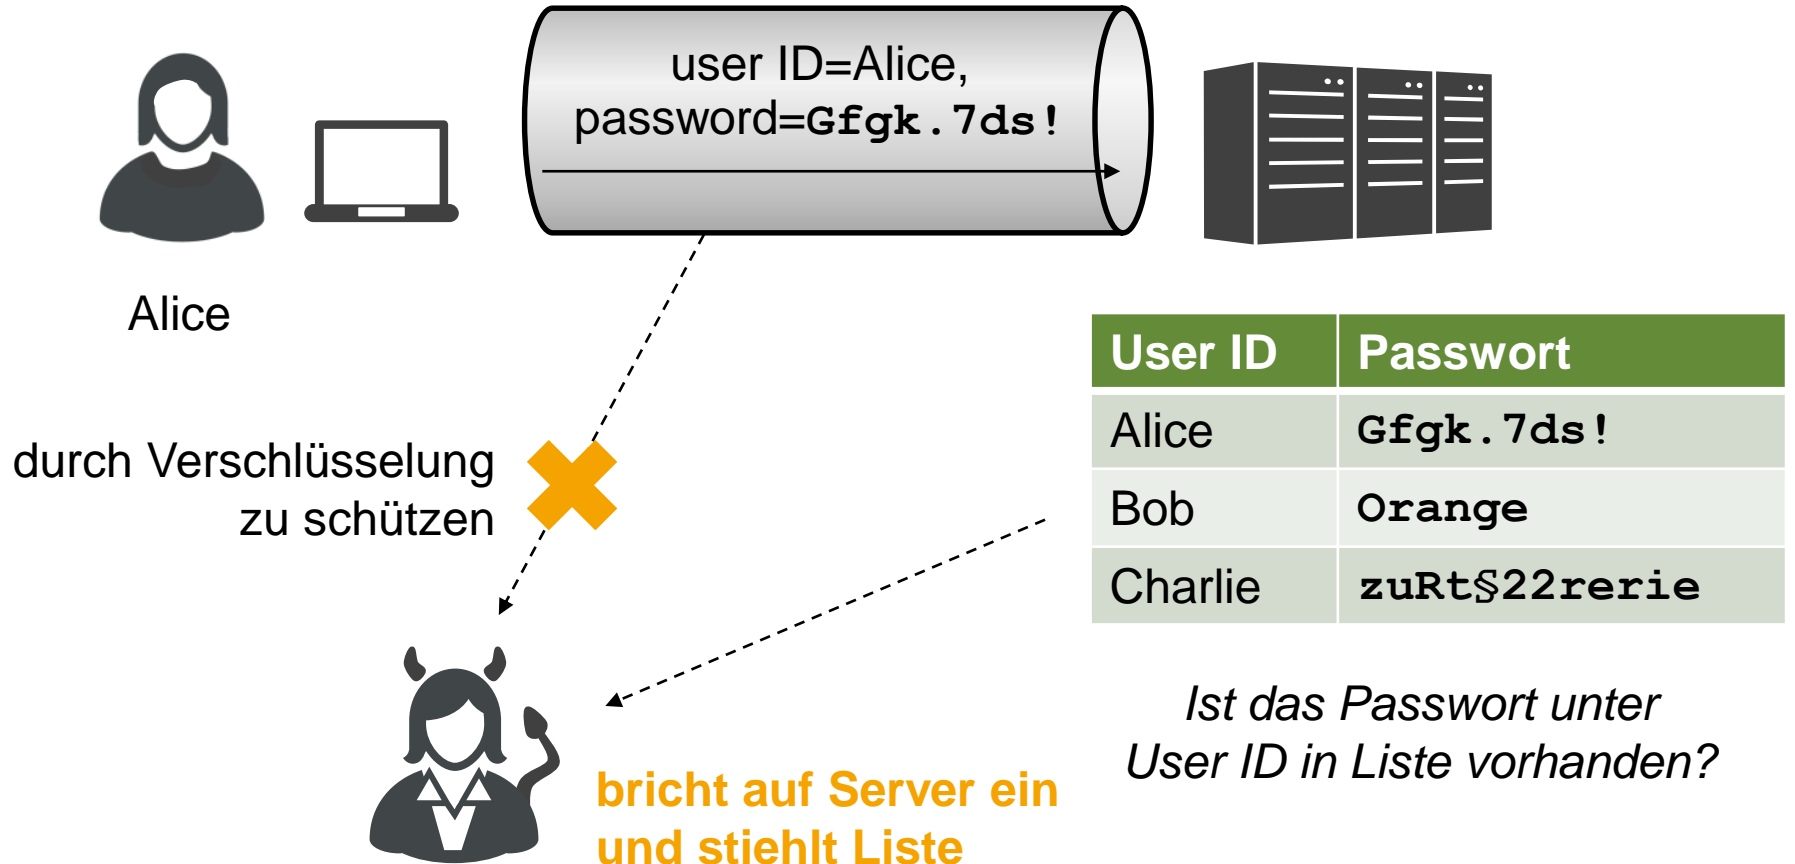 user ID=Alice,
password=Gfgk.7ds!
Alice
durch Verschlüsselung
zu schützen
User ID Passwort
Alice Gfgk.7ds!
Bob Orange
Charlie zuRt§22rerie
Ist das Passwort unter
User ID in Liste vorhanden?
bricht auf Server ein
und stiehlt Liste